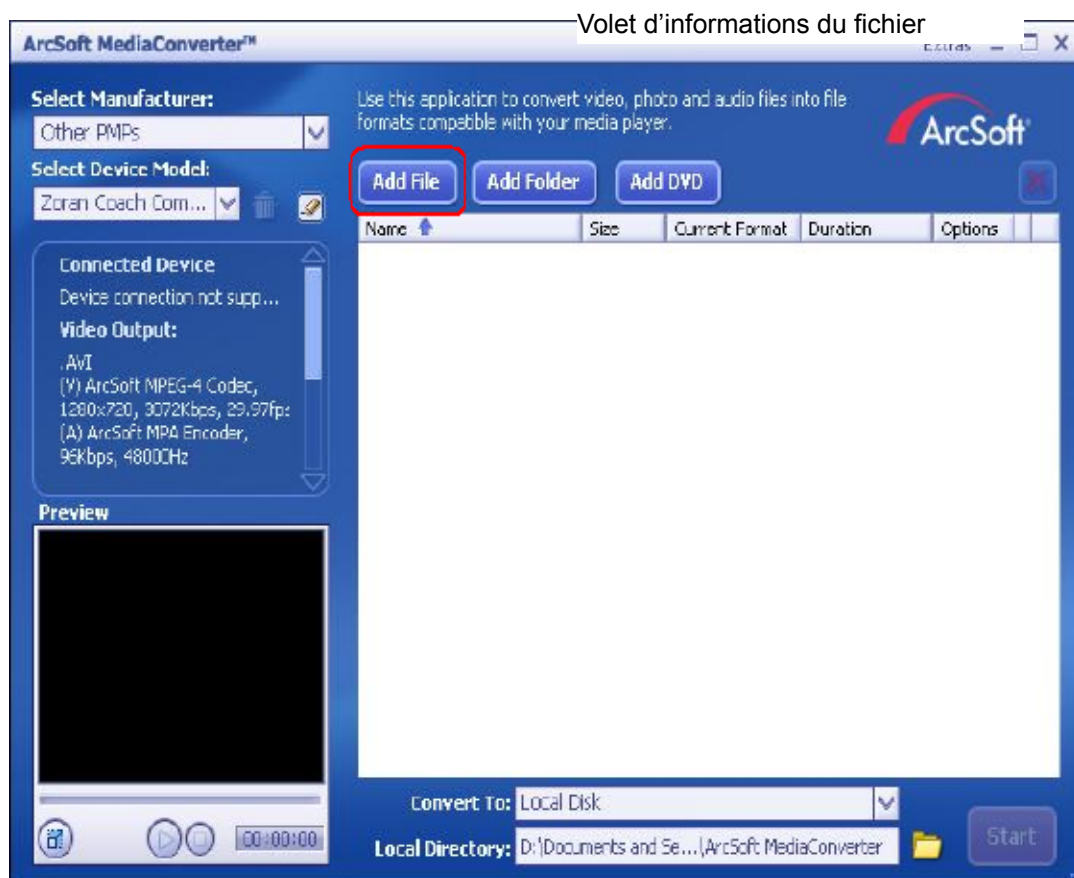 Volet d’informations du fichier
ArcSoft MediaConverter™
Extras
Select Manufacturer:
Other PMPs
Select Device Model:
Zoran Coach Com...
Connected Device
Device connection not supp...
Video Output:
.AVI
(V) ArcSoft MPEG-4 Codec,
1280x720, 3072Kbps, 29.97fps
(A) ArcSoft MPA Encoder,
96Kbps, 48000Hz
Preview
00:00:00
Use this application to convert video, photo and audio files into file
formats compatible with your media player.
ArcSoft®
Add File Add Folder Add DVD
Name Size Current Format Duration Options
Convert To: Local Disk
Local Directory: D:\Documents and Se...\ArcSoft MediaConverter
Start